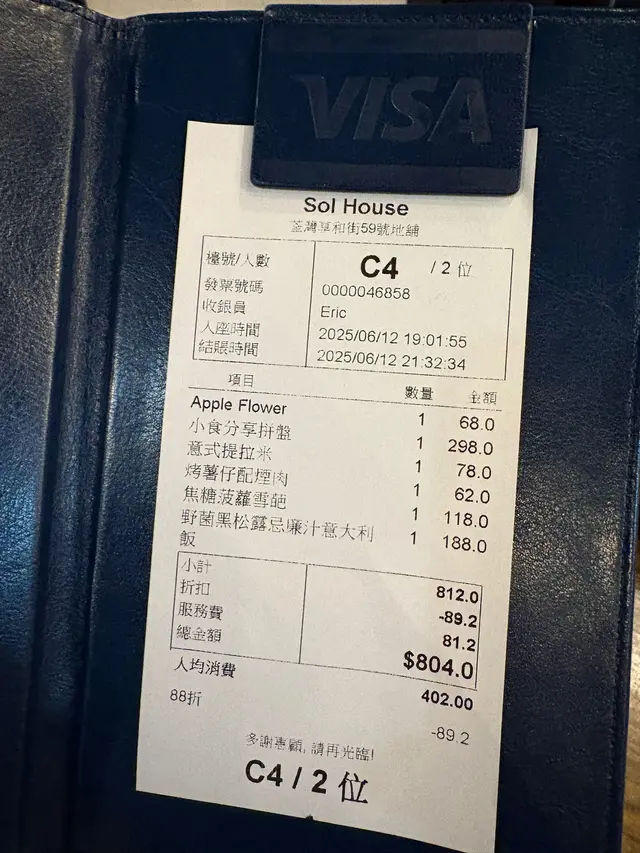 VISA
Sol House
荃灣享和街59號地舖
檯號/人數 C4 / 2 位
發票號碼 0000046858
收銀員 Eric
入座時間 2025/06/12 19:01:55
結賬時間 2025/06/12 21:32:34
項目 數量 金額
Apple Flower 1 68.0
小食分享拼盤 1 298.0
意式提拉米 1 78.0
烤薯仔配煙肉 1 62.0
焦糖菠蘿雪葩 1 118.0
野菌黑松露忌廉汁意大利 1 188.0
飯
小計 812.0
折扣 -89.2
服務費 81.2
總金額 $804.0
人均消費 402.00
88折 -89.2
多謝惠顧, 請再光臨!
C4 / 2 位